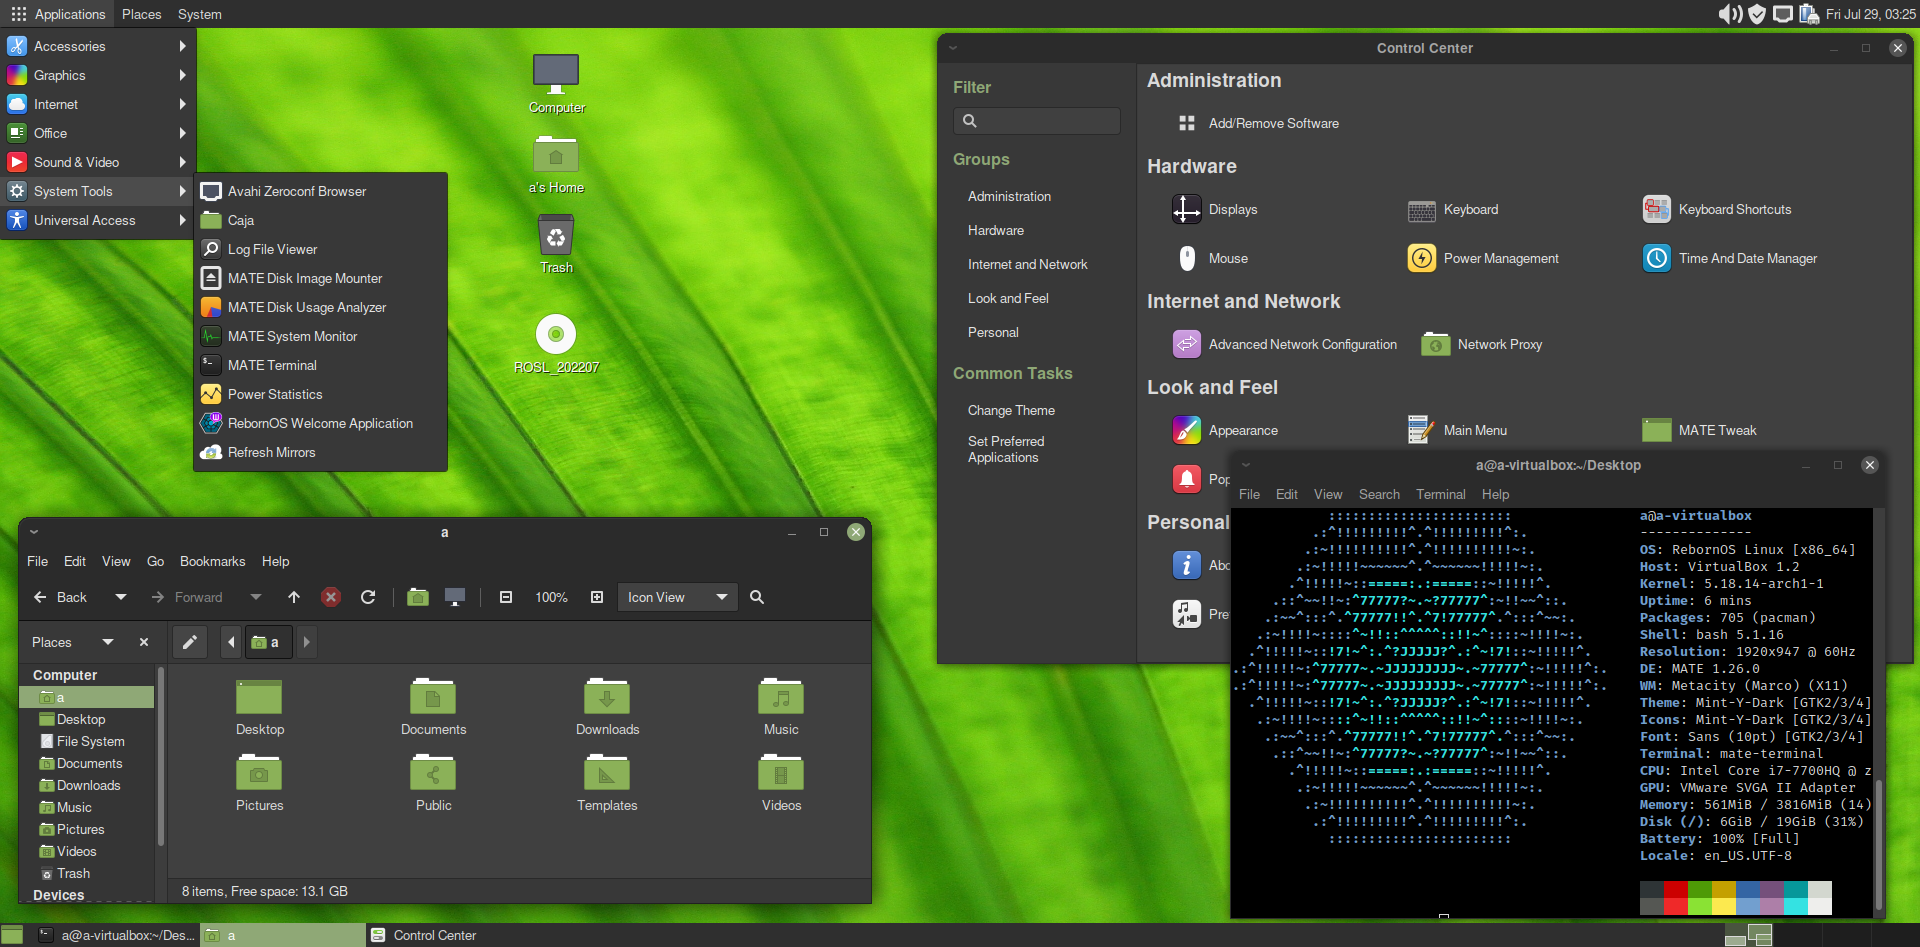 Applications Places System Fri Jul 29, 03:25
Accessories
Graphics
Internet
Office
Sound & Video
System Tools
Universal Access
Avahi Zeroconf Browser
Caja
Log File Viewer
MATE Disk Image Mounter
MATE Disk Usage Analyzer
MATE System Monitor
MATE Terminal
Power Statistics
RebornOS Welcome Application
Refresh Mirrors
Computer
a's Home
Trash
ROSL_202207
Control Center
Filter
Groups
Administration
Hardware
Internet and Network
Look and Feel
Personal
Common Tasks
Change Theme
Set Preferred
Applications
Administration
Add/Remove Software
Hardware
Displays Keyboard Keyboard Shortcuts
Mouse Power Management Time And Date Manager
Internet and Network
Advanced Network Configuration Network Proxy
Look and Feel
Appearance Main Menu MATE Tweak
Pop
Personal
Abo
Pre
a
File Edit View Go Bookmarks Help
Back Forward 100% Icon View
Places a
Computer
a
Desktop
File System
Documents
Downloads
Music
Pictures
Videos
Trash
Devices
Desktop Documents Downloads Music
Pictures Public Templates Videos
8 items, Free space: 13.1 GB
a@a-virtualbox:~/Desktop
File Edit View Search Terminal Help
a@a-virtualbox
--------------
OS: RebornOS Linux [x86_64]
Host: VirtualBox 1.2
Kernel: 5.18.14-arch1-1
Uptime: 6 mins
Packages: 705 (pacman)
Shell: bash 5.1.16
Resolution: 1920x947 @ 60Hz
DE: MATE 1.26.0
WM: Metacity (Marco) (X11)
Theme: Mint-Y-Dark [GTK2/3/4]
Icons: Mint-Y-Dark [GTK2/3/4]
Font: Sans (10pt) [GTK2/3/4]
Terminal: mate-terminal
CPU: Intel Core i7-7700HQ @ z
GPU: VMware SVGA II Adapter
Memory: 561MiB / 3816MiB (14)
Disk (/): 6GiB / 19GiB (31%)
Battery: 100% [Full]
Locale: en_US.UTF-8
a@a-virtualbox:~/Des... a Control Center